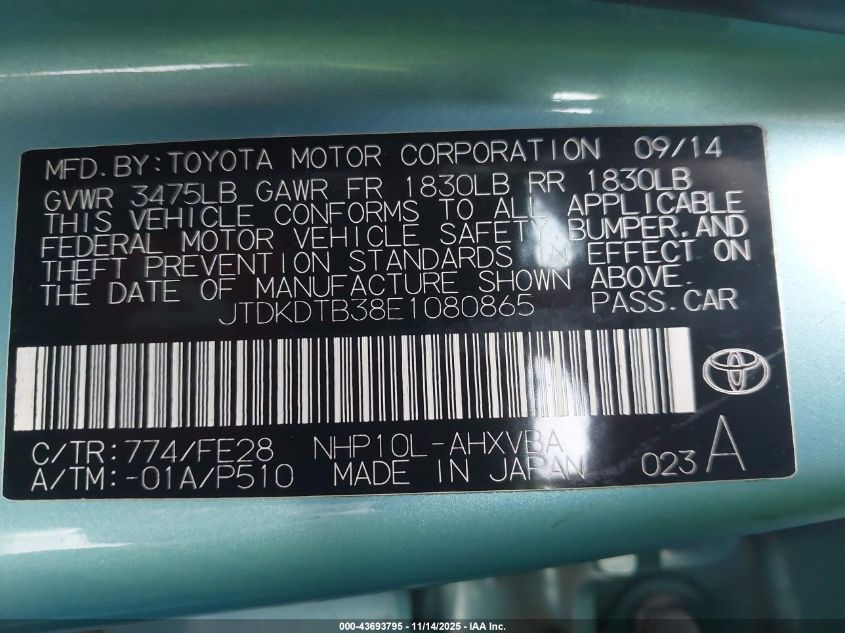 MFD.BY:TOYOTA MOTOR CORPORATION 09/14
GVWR 3475LB GAWR FR 1830LB RR 1830LB
THIS VEHICLE CONFORMS TO ALL APPLICABLE
FEDERAL MOTOR VEHICLE SAFETY,BUMPER,AND
THEFT PREVENTION STANDARDS IN EFFECT ON
THE DATE OF MANUFACTURE SHOWN ABOVE.
JTDKDTB38E1080865 PASS.CAR
C/TR:774/FE28 NHP10L-AHXVBA
A/TM:-01A/P510 MADE IN JAPAN 023 A
000-43693795 - 11/14/2025 - IAA Inc.